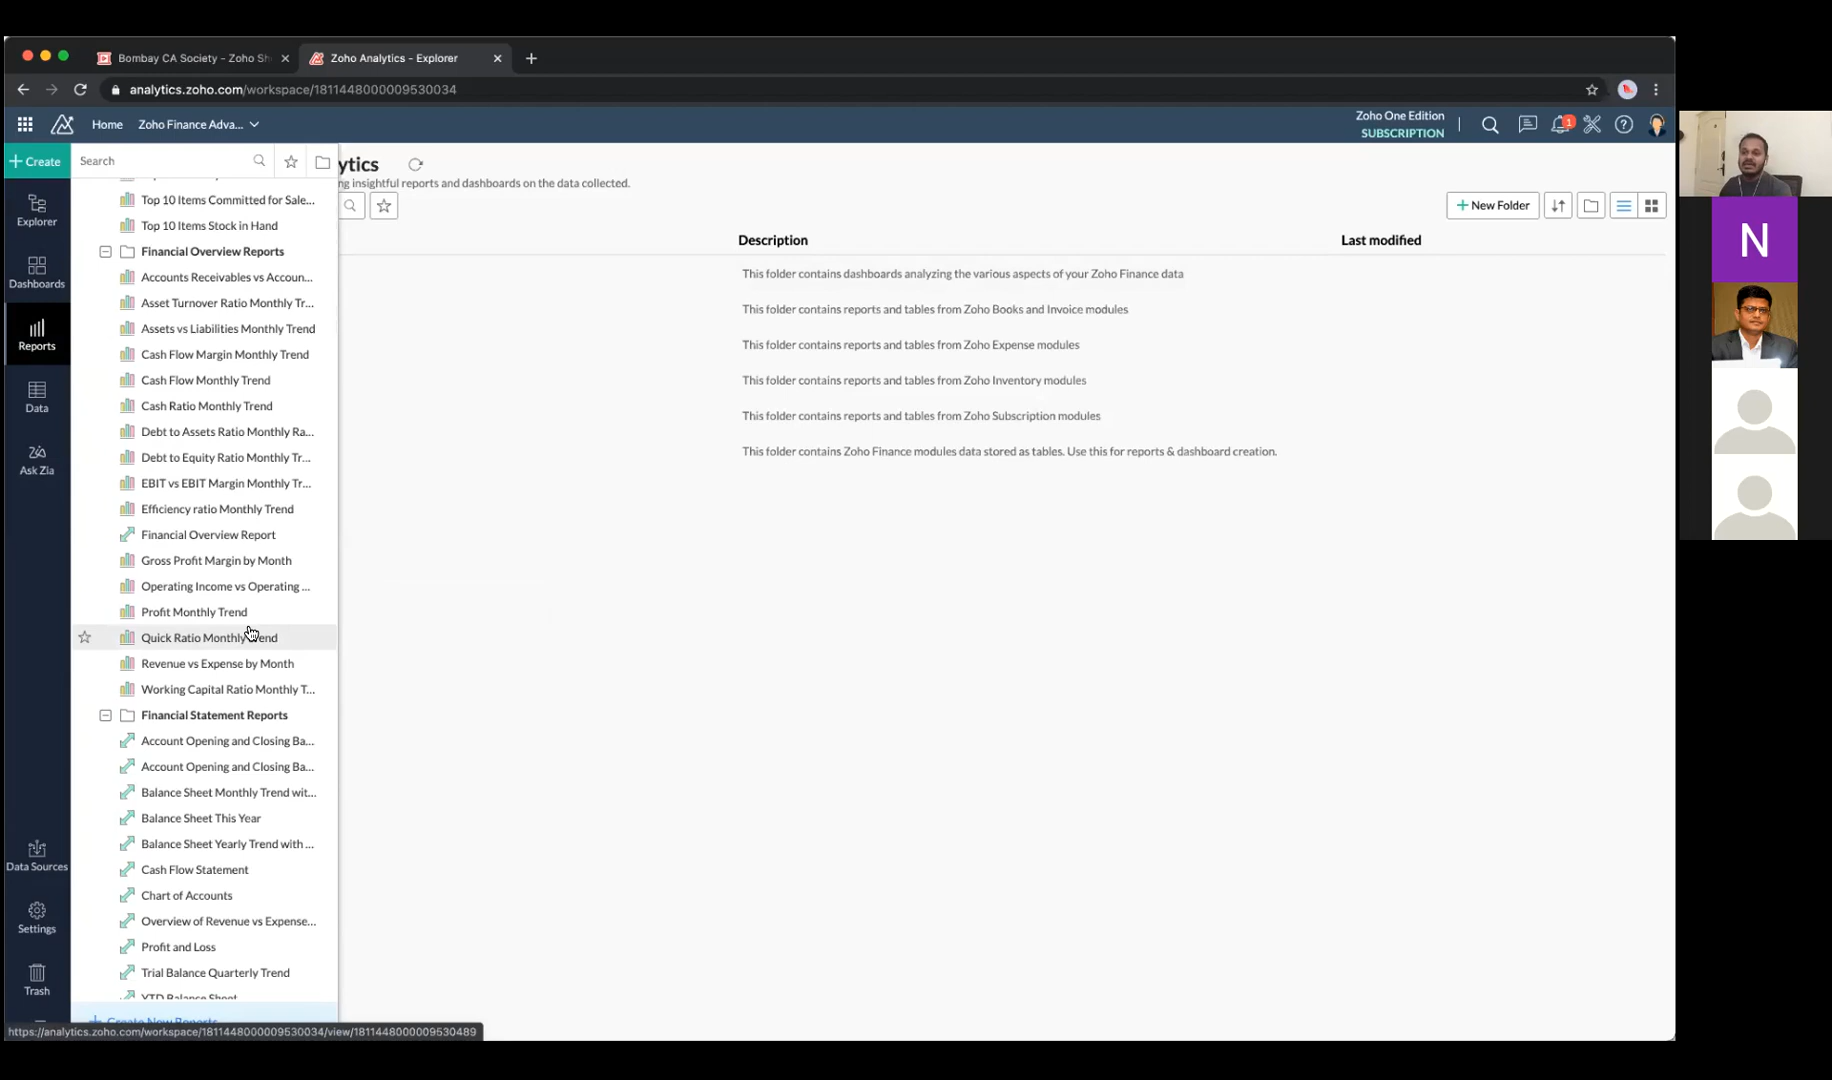 Bombay CA Society - Zoho Sh
Zoho Analytics - Explorer
analytics.zoho.com/workspace/1811448000009530034
Home
Zoho Finance Adva...
Zoho One Edition
SUBSCRIPTION
1
+ Create
Search
ytics
ng insightful reports and dashboards on the data collected.
+ New Folder
Description
Last modified
This folder contains dashboards analyzing the various aspects of your Zoho Finance data
This folder contains reports and tables from Zoho Books and Invoice modules
This folder contains reports and tables from Zoho Expense modules
This folder contains reports and tables from Zoho Inventory modules
This folder contains reports and tables from Zoho Subscription modules
This folder contains Zoho Finance modules data stored as tables. Use this for reports & dashboard creation.
Explorer
Dashboards
Reports
Data
Ask Zia
Data Sources
Settings
Trash
Top 10 Items Committed for Sale...
Top 10 Items Stock in Hand
Financial Overview Reports
Accounts Receivables vs Accoun...
Asset Turnover Ratio Monthly Tr...
Assets vs Liabilities Monthly Trend
Cash Flow Margin Monthly Trend
Cash Flow Monthly Trend
Cash Ratio Monthly Trend
Debt to Assets Ratio Monthly Ra...
Debt to Equity Ratio Monthly Tr...
EBIT vs EBIT Margin Monthly Tr...
Efficiency ratio Monthly Trend
Financial Overview Report
Gross Profit Margin by Month
Operating Income vs Operating ...
Profit Monthly Trend
Quick Ratio Monthly Trend
Revenue vs Expense by Month
Working Capital Ratio Monthly T...
Financial Statement Reports
Account Opening and Closing Ba...
Account Opening and Closing Ba...
Balance Sheet Monthly Trend wit...
Balance Sheet This Year
Balance Sheet Yearly Trend with ...
Cash Flow Statement
Chart of Accounts
Overview of Revenue vs Expense...
Profit and Loss
Trial Balance Quarterly Trend
YTD Balance Sheet
+ Create New Reports
https://analytics.zoho.com/workspace/1811448000009530034/view/1811448000009530489
N